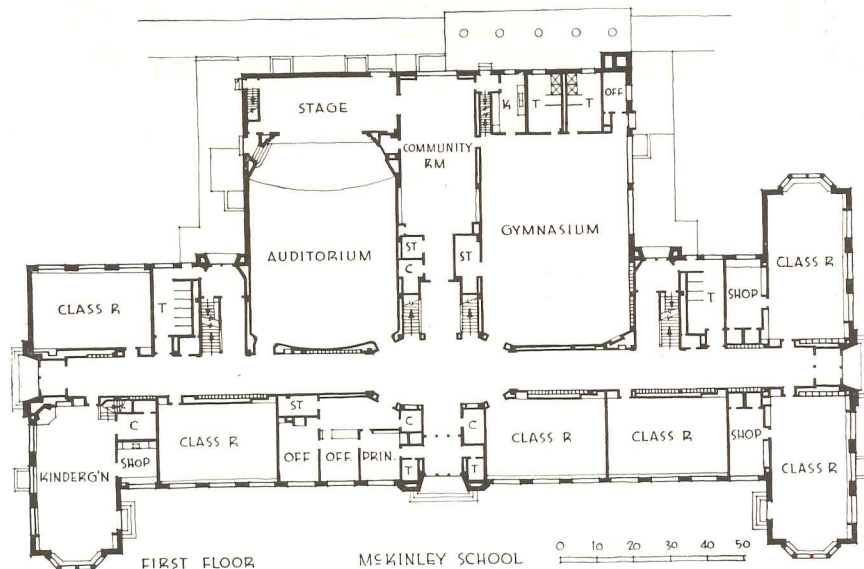 STAGE
K
T
T
OFF
COMMUNITY
RM
AUDITORIUM
GYMNASIUM
ST
ST
C
CLASS R
T
T
SHOP
CLASS R
ST
C
C
C
CLASS R
CLASS R
CLASS R
SHOP
KINDERG'N
SHOP
OFF
OFF.
PRIN.
T
T
CLASS R
FIRST FLOOR
McKINLEY SCHOOL
0 10 20 30 40 50